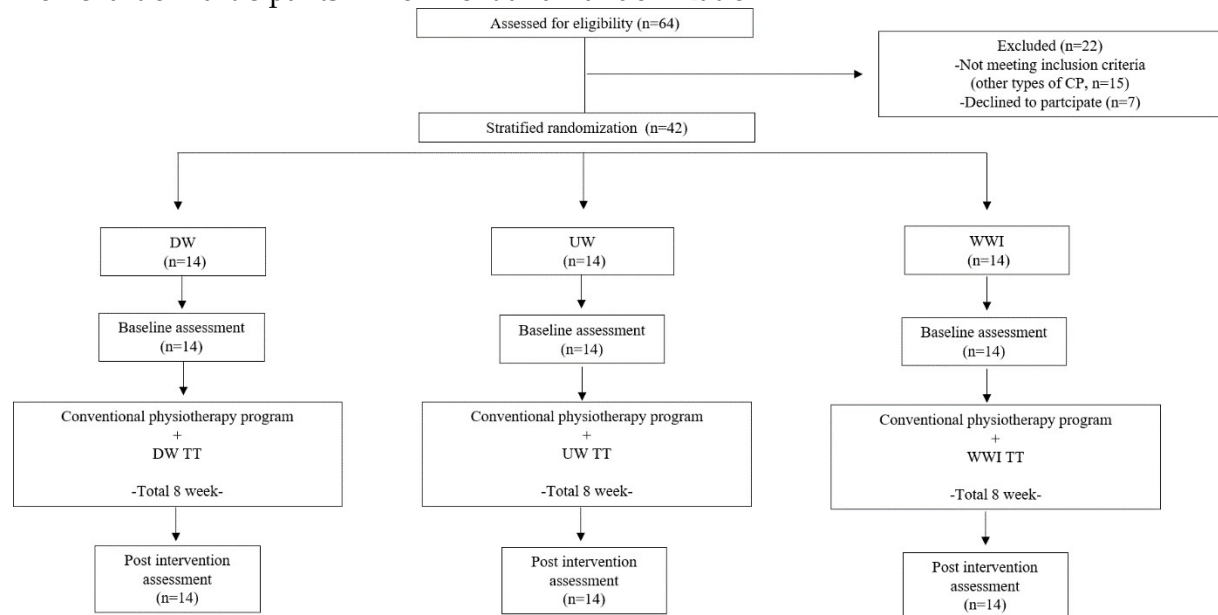 Assessed for eligibility (n=64)
Excluded (n=22)
-Not meeting inclusion criteria
(other types of CP, n=15)
-Declined to partcipate (n=7)
Stratified randomization (n=42)
DW
(n=14)
UW
(n=14)
WWI
(n=14)
Baseline assessment
(n=14)
Baseline assessment
(n=14)
Baseline assessment
(n=14)
Conventional physiotherapy program
+
DW TT
-Total 8 week-
Conventional physiotherapy program
+
UW TT
-Total 8 week-
Conventional physiotherapy program
+
WWI TT
-Total 8 week-
Post intervention
assessment
(n=14)
Post intervention
assessment
(n=14)
Post intervention
assessment
(n=14)